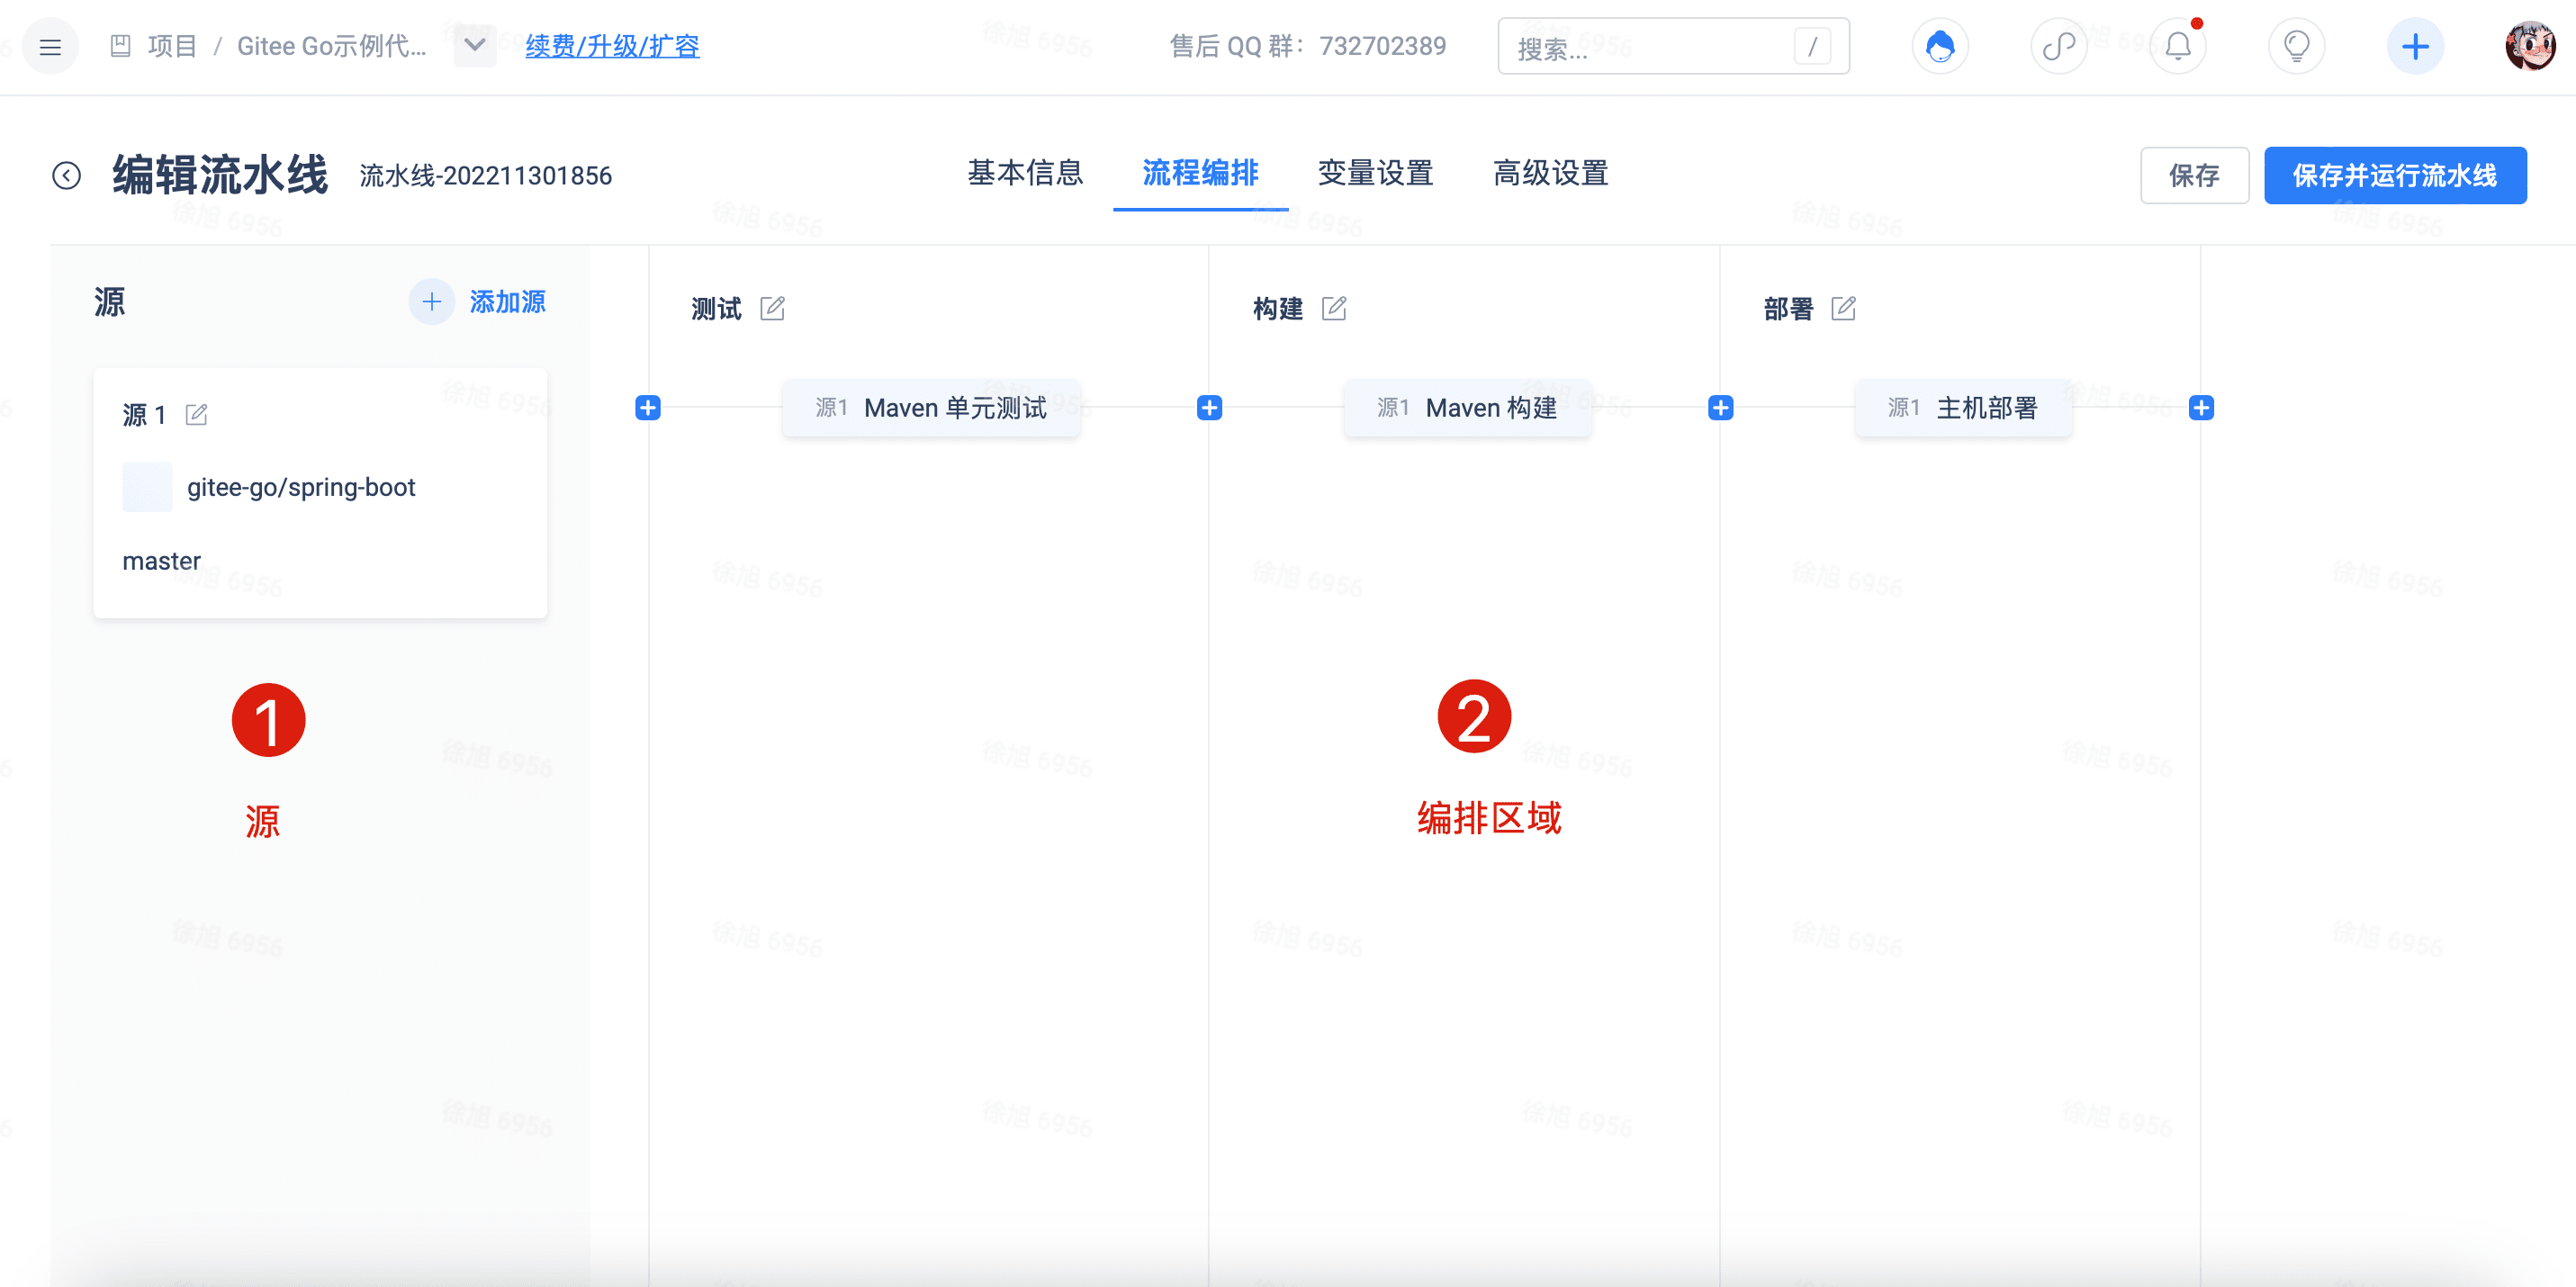 项目 / Gitee Go示例代... 续费/升级/扩容 售后 QQ 群：732702389 搜索... /
编辑流水线 流水线-202211301856 基本信息 流程编排 变量设置 高级设置 保存 保存并运行流水线
源 添加源
测试 构建 部署
源 1
源1 Maven 单元测试 源1 Maven 构建 源1 主机部署
gitee-go/spring-boot
master
1 2
源 编排区域
徐旭 6956